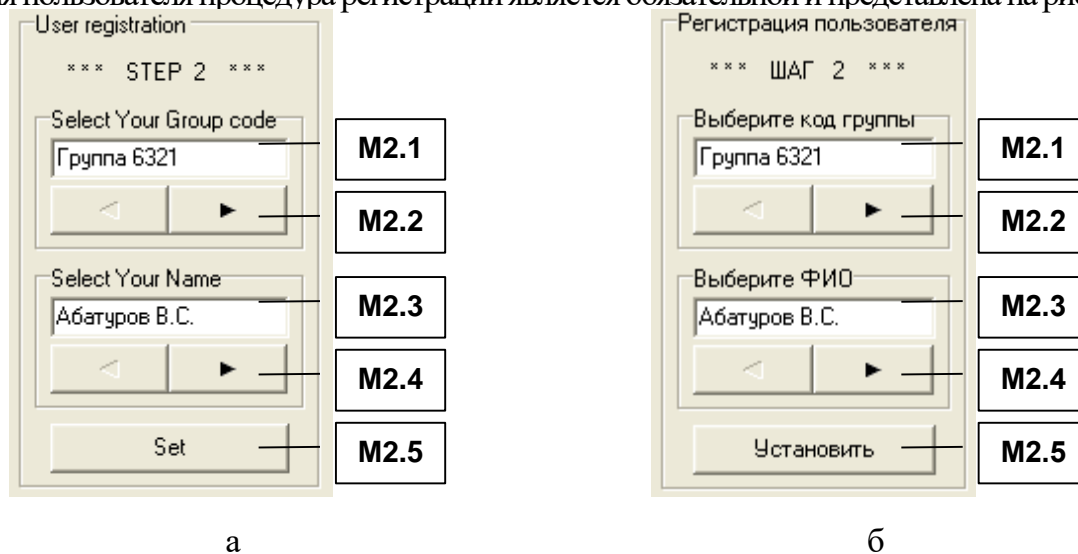 пользователя процедура регистрации является обязательной и представлена на
User registration
*** STEP 2 ***
Select Your Group code
Группа 6321
M2.1
◁ ►
M2.2
Select Your Name
Абатуров В.С.
M2.3
◁ ►
M2.4
Set
M2.5
а
Регистрация пользователя
*** ШАГ 2 ***
Выберите код группы
Группа 6321
M2.1
◁ ►
M2.2
Выберите ФИО
Абатуров В.С.
M2.3
◁ ►
M2.4
Установить
M2.5
б